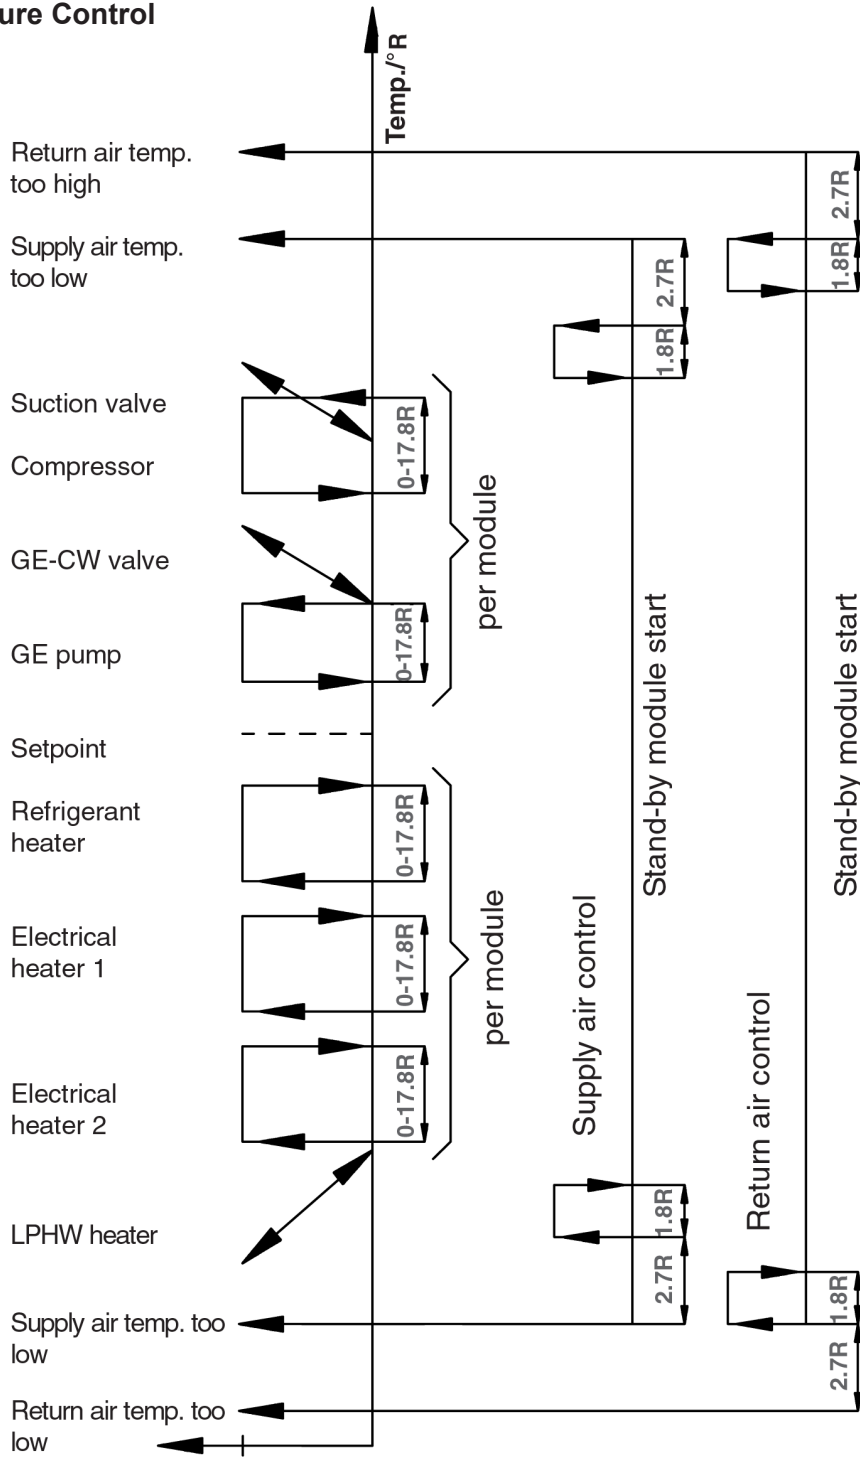 ure Control
Temp./°R
Return air temp.
too high
2.7R
Supply air temp.
too low
1.8R
2.7R
1.8R
Suction valve
0-17.8R
Compressor
per module
GE-CW valve
0-17.8R
GE pump
Stand-by module start
Stand-by module start
Setpoint
Refrigerant
heater
0-17.8R
Electrical
heater 1
0-17.8R
per module
Supply air control
Return air control
Electrical
heater 2
0-17.8R
LPHW heater
1.8R
2.7R
1.8R
Supply air temp. too
low
2.7R
Return air temp. too
low